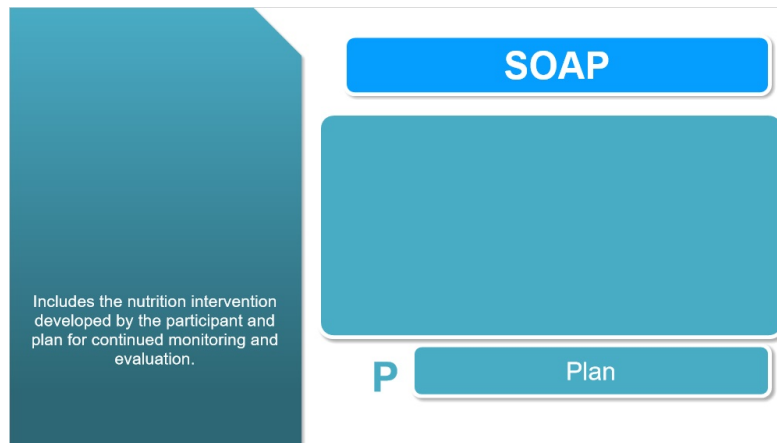 SOAP
Includes the nutrition intervention
developed by the participant and
plan for continued monitoring and
evaluation.
P
Plan